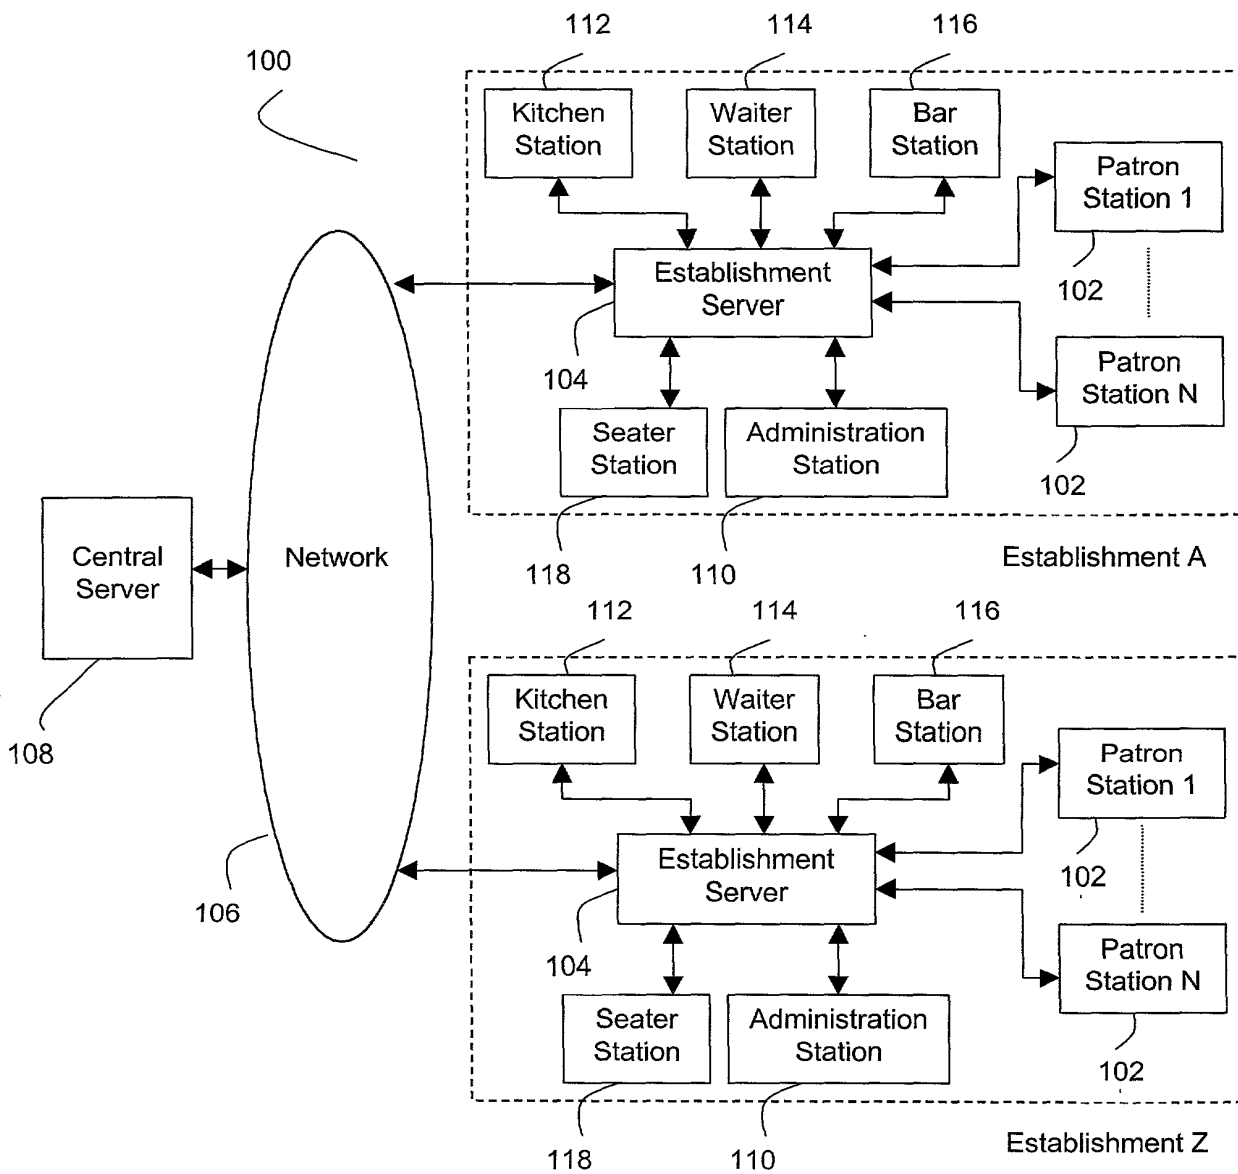 112
114
116
100
Kitchen
Station
Waiter
Station
Bar
Station
Patron
Station 1
102
Establishment
Server
104
Patron
Station N
102
Seater
Station
Administration
Station
118
110
Establishment A
Central
Server
108
Network
106
112
114
116
Kitchen
Station
Waiter
Station
Bar
Station
Patron
Station 1
102
Establishment
Server
104
Patron
Station N
102
Seater
Station
Administration
Station
118
110
Establishment Z